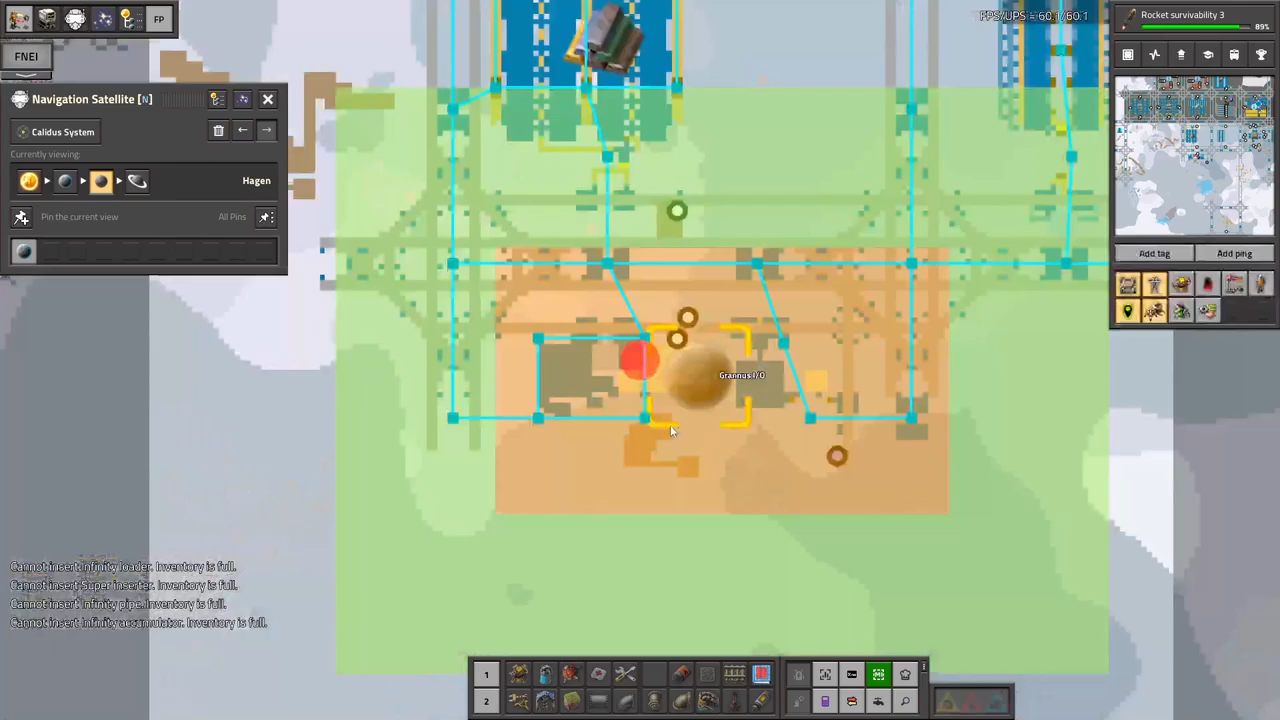 FP
FPS/UPS = 60.1/60.1
Rocket survivability 3
89%
FNEI
Navigation Satellite [N]
Calidus System
Currently viewing:
Hagen
Pin the current view
All Pins
Add tag
Add ping
Grannus I/O
Cannot insert Infinity loader. Inventory is full.
Cannot insert Super inserter. Inventory is full.
Cannot insert Infinity pipe. Inventory is full.
Cannot insert Infinity accumulator. Inventory is full.
1
2